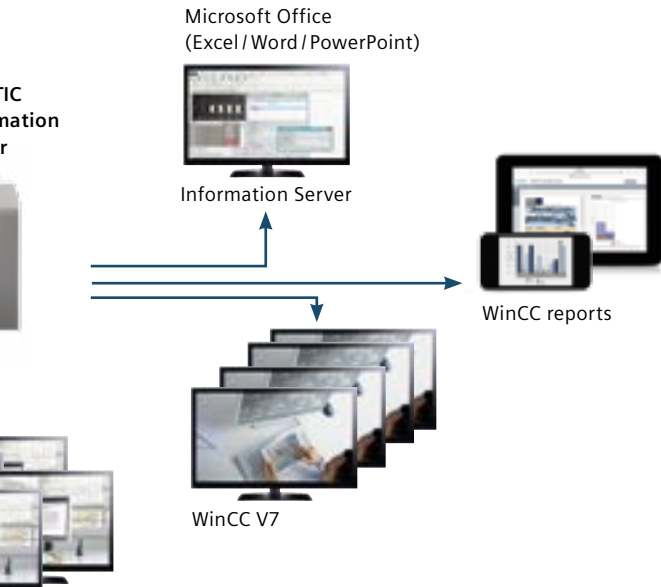 Microsoft Office
(Excel / Word / PowerPoint)
TIC
mation
r
Information Server
WinCC reports
WinCC V7